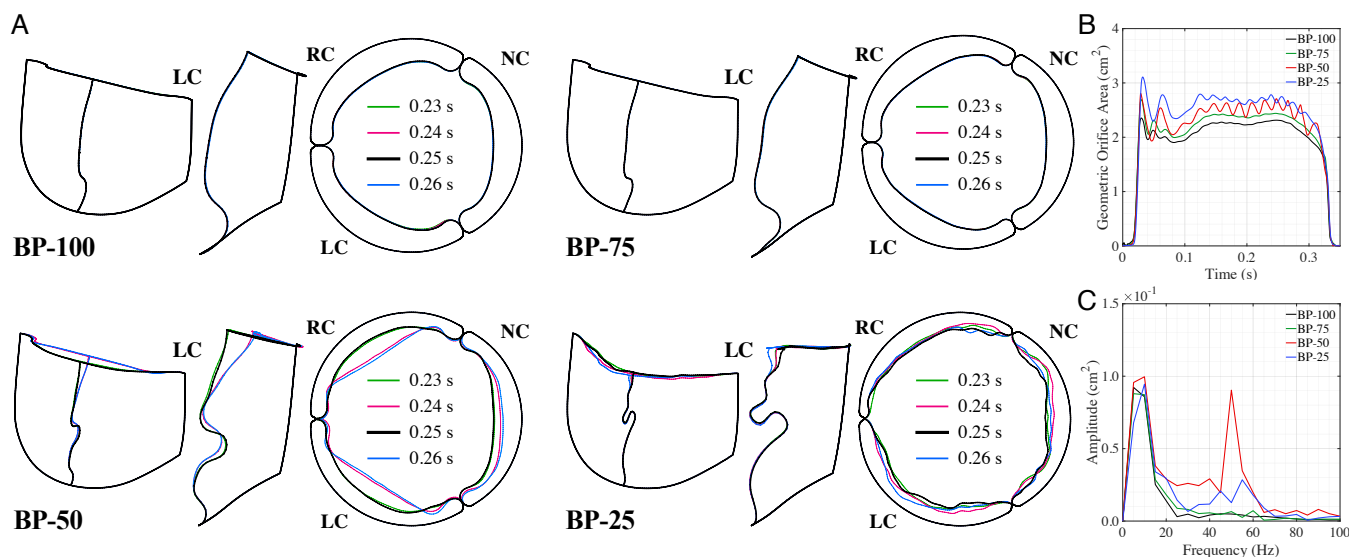 A
LC
RC
NC
0.23 s
0.24 s
0.25 s
0.26 s
LC
BP-100
LC
RC
NC
0.23 s
0.24 s
0.25 s
0.26 s
LC
BP-75
LC
RC
NC
0.23 s
0.24 s
0.25 s
0.26 s
LC
BP-50
LC
RC
NC
0.23 s
0.24 s
0.25 s
0.26 s
LC
BP-25
B
Geometric Orifice Area (cm²)
4
3
2
1
0
BP-100
BP-75
BP-50
BP-25
0 0.1 0.2 0.3
Time (s)
C
×10⁻¹
Amplitude (cm²)
1.5
1.0
0.5
0.0
BP-100
BP-75
BP-50
BP-25
0 20 40 60 80 100
Frequency (Hz)